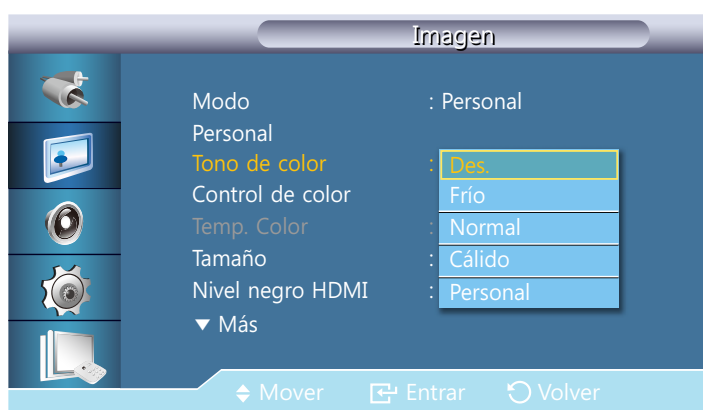 Imagen
Modo : Personal
Personal
Tono de color : Des.
Control de color Frío
Temp. Color : Normal
Tamaño : Cálido
Nivel negro HDMI : Personal
▼ Más
Mover Entrar Volver